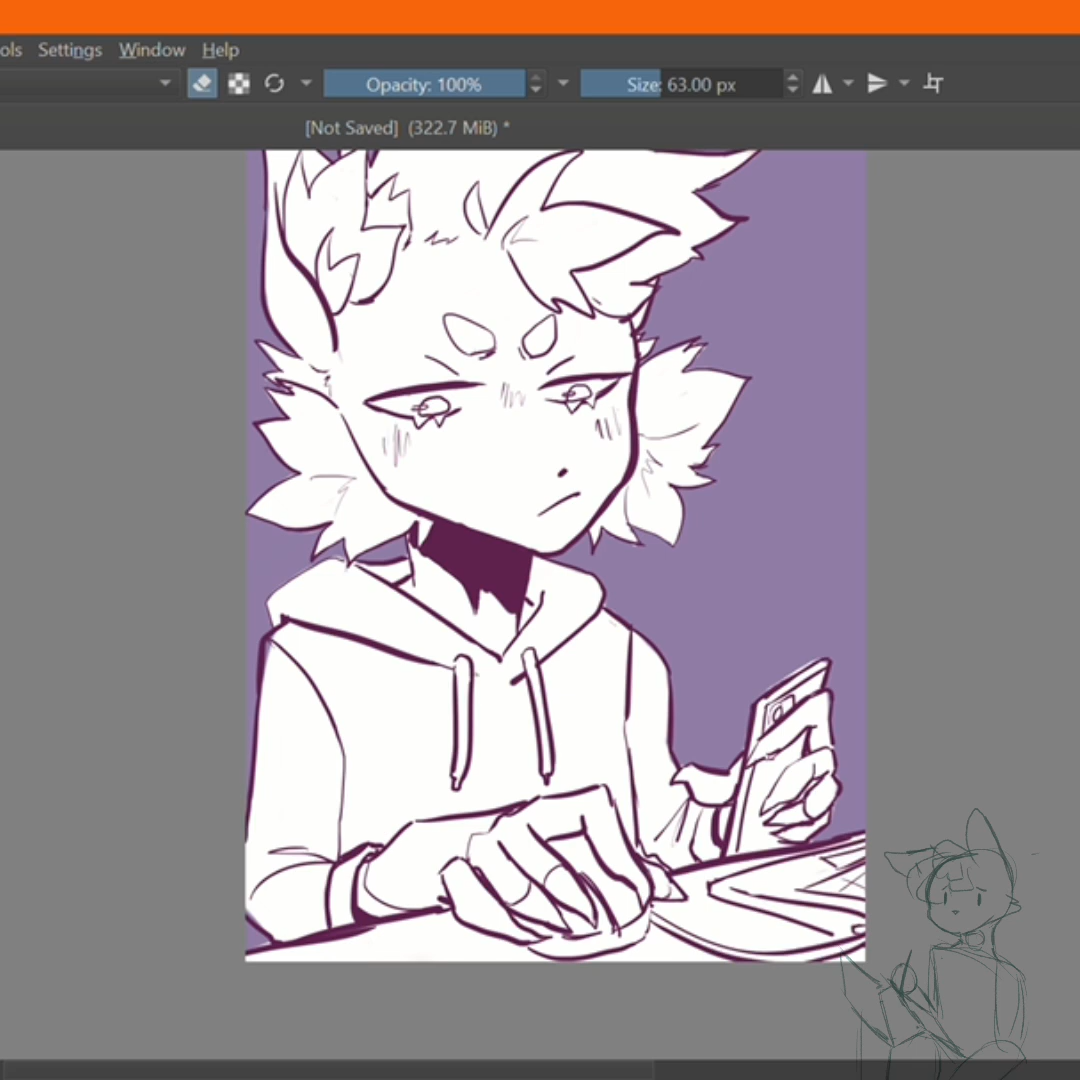 ols Settings Window Help
Opacity: 100% Size: 63.00 px
[Not Saved] (322.7 MiB) *